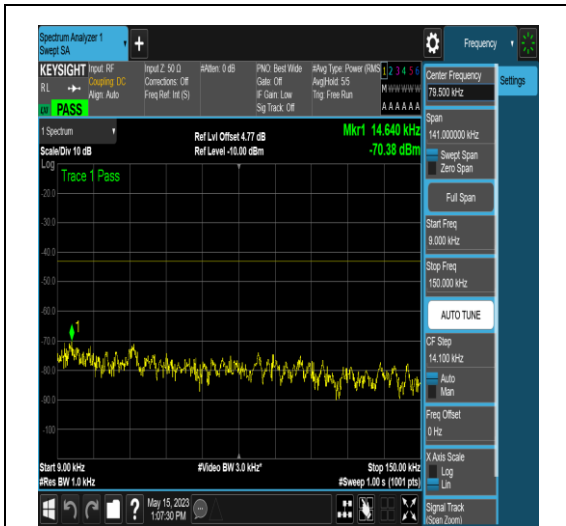 Spectrum Analyzer 1
Swept SA
Frequency
KEYSIGHT
Input: RF
Input Z: 50 Ω
#Atten: 0 dB
PNO: Best Wide
#Avg Type: Power (RMS
1 2 3 4 5 6
RL
Coupling: DC
Corrections: Off
Gate: Off
Avg|Hold: 5/5
M W W W W W
Align: Auto
Freq Ref: Int (S)
IF Gain: Low
Trig: Free Run
PASS
Sig Track: Off
A A A A A A
1 Spectrum
Ref Lvl Offset 4.77 dB
Mkr1 14.640 kHz
Scale/Div 10 dB
Ref Level -10.00 dBm
-70.38 dBm
Log
Trace 1 Pass
-20.0
-30.0
-40.0
-50.0
-60.0
1
-70.0
-80.0
-90.0
-100
Start 9.00 kHz
#Video BW 3.0 kHz*
Stop 150.00 kHz
#Res BW 1.0 kHz
#Sweep 1.00 s (1001 pts)
Center Frequency
79.500 kHz
Settings
Span
141.000000 kHz
Swept Span
Zero Span
Full Span
Start Freq
9.000 kHz
Stop Freq
150.000 kHz
AUTO TUNE
CF Step
14.100 kHz
Auto
Man
Freq Offset
0 Hz
X Axis Scale
Log
Lin
Signal Track
(Span Zoom)
?
May 15, 2023
1:07:30 PM